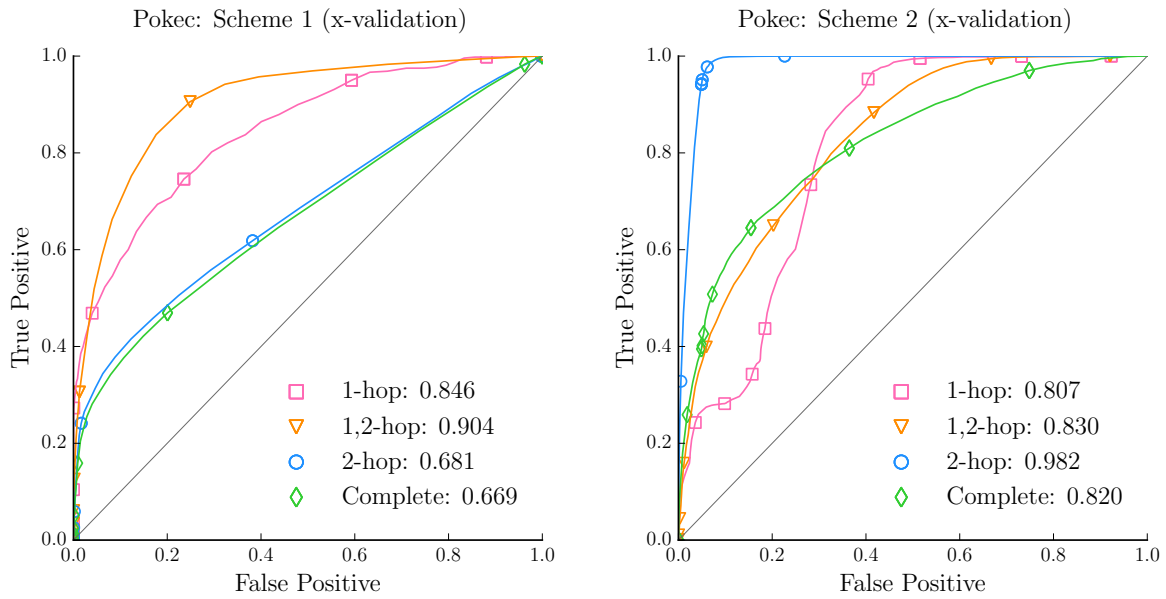 Pokec: Scheme 1 (x-validation)
1.0
0.8
0.6
0.4
0.2
0.0
True Positive
1-hop: 0.846
1,2-hop: 0.904
2-hop: 0.681
Complete: 0.669
0.0 0.2 0.4 0.6 0.8 1.0
False Positive
Pokec: Scheme 2 (x-validation)
1.0
0.8
0.6
0.4
0.2
0.0
True Positive
1-hop: 0.807
1,2-hop: 0.830
2-hop: 0.982
Complete: 0.820
0.0 0.2 0.4 0.6 0.8 1.0
False Positive